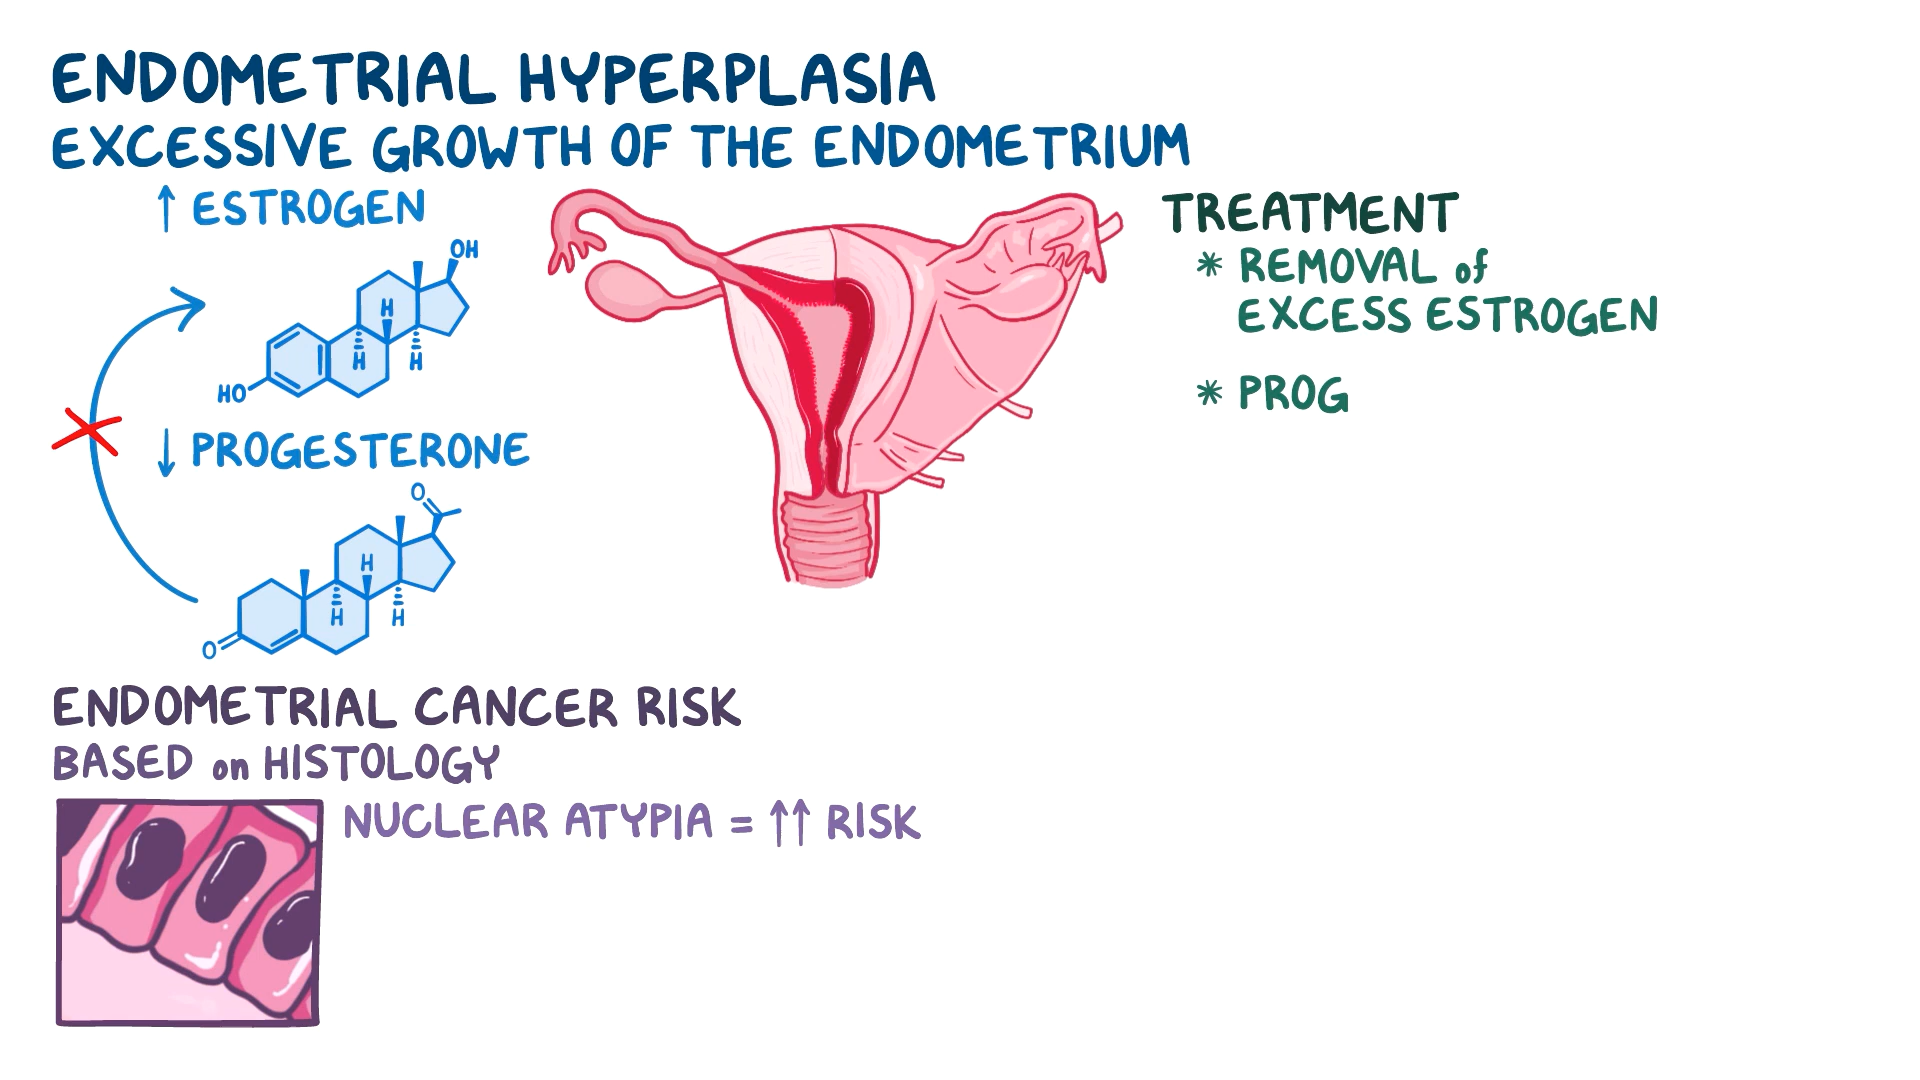 ENDOMETRIAL HYPERPLASIA
EXCESSIVE GROWTH OF THE ENDOMETRIUM
↑ ESTROGEN
OH
H
H
H
HO
↓ PROGESTERONE
O
H
H
H
O
TREATMENT
* REMOVAL of
EXCESS ESTROGEN
* PROG
ENDOMETRIAL CANCER RISK
BASED on HISTOLOGY
NUCLEAR ATYPIA = ↑↑ RISK